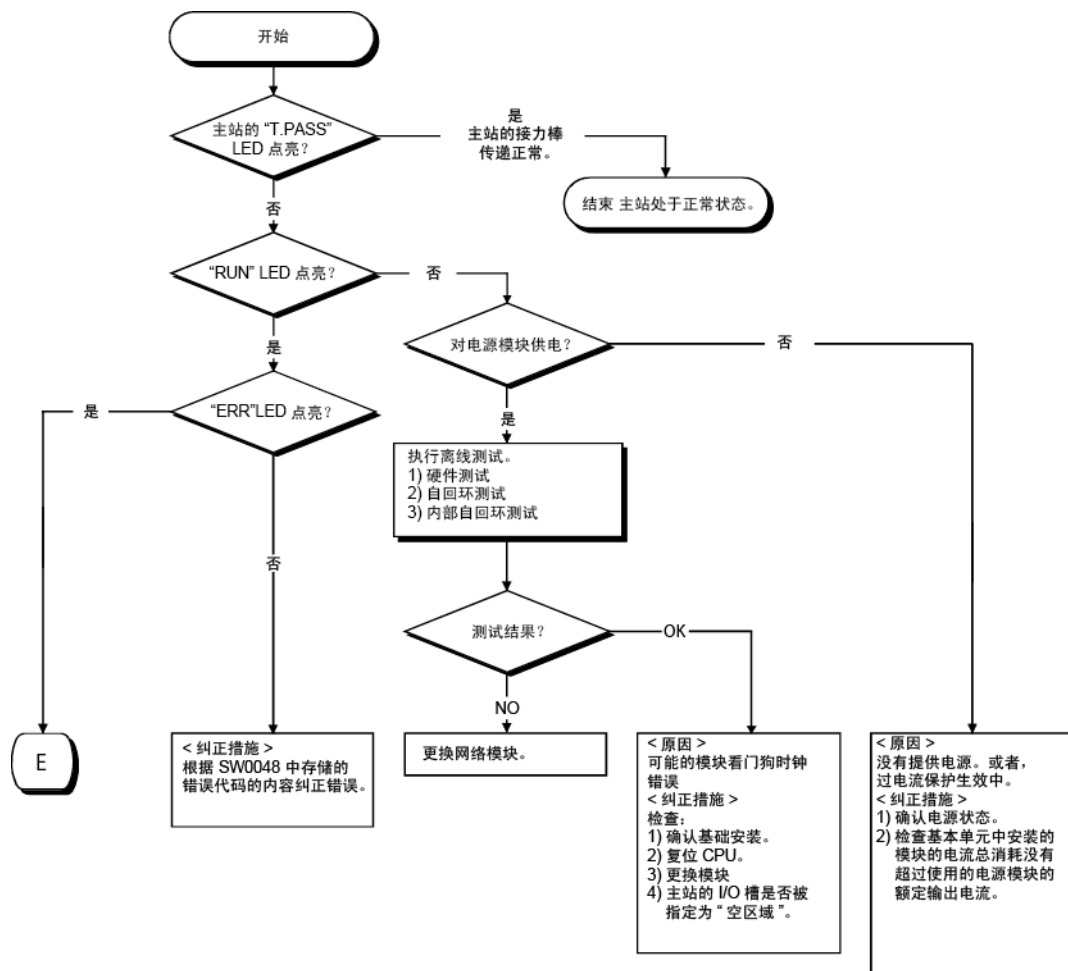 开始
主站的 “T.PASS”
LED 点亮？
是
主站的接力棒
传递正常。
结束 主站处于正常状态。
否
“RUN” LED 点亮？
否
是
对电源模块供电？
否
“ERR”LED 点亮？
是
是
执行离线测试。
1) 硬件测试
2) 自回环测试
3) 内部自回环测试
否
测试结果？
OK
NO
E
< 纠正措施 >
根据 SW0048 中存储的
错误代码的内容纠正错误。
更换网络模块。
< 原因 >
可能的模块看门狗时钟
错误
< 纠正措施 >
检查：
1) 确认基础安装。
2) 复位 CPU。
3) 更换模块
4) 主站的 I/O 槽是否被
指定为 “ 空区域 ”。
< 原因 >
没有提供电源。或者，
过电流保护生效中。
< 纠正措施 >
1) 确认电源状态。
2) 检查基本单元中安装的
模块的电流总消耗没有
超过使用的电源模块的
额定输出电流。